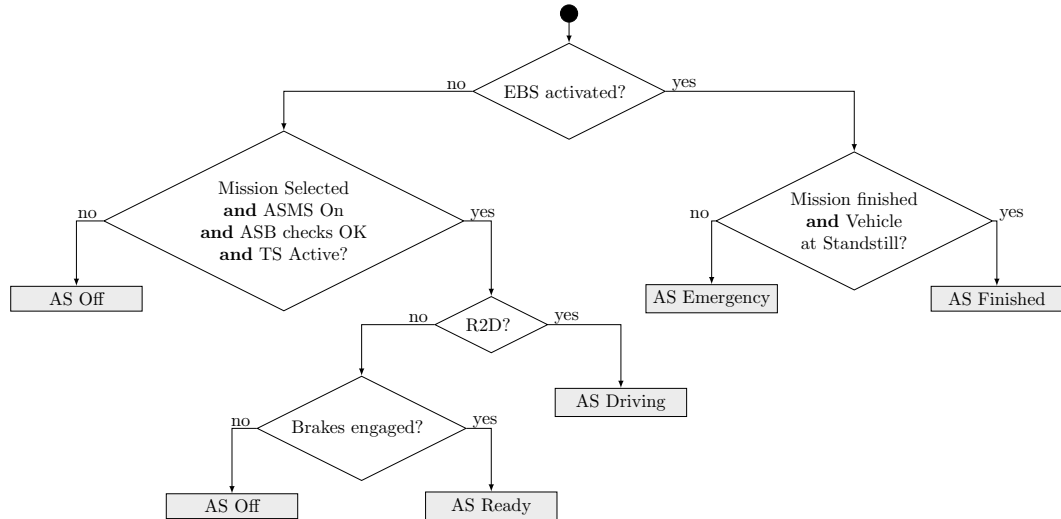 EBS activated?
no
yes
Mission Selected
and ASMS On
and ASB checks OK
and TS Active?
no
yes
Mission finished
and Vehicle
at Standstill?
no
yes
AS Off
AS Emergency
AS Finished
R2D?
no
yes
AS Driving
Brakes engaged?
no
yes
AS Off
AS Ready